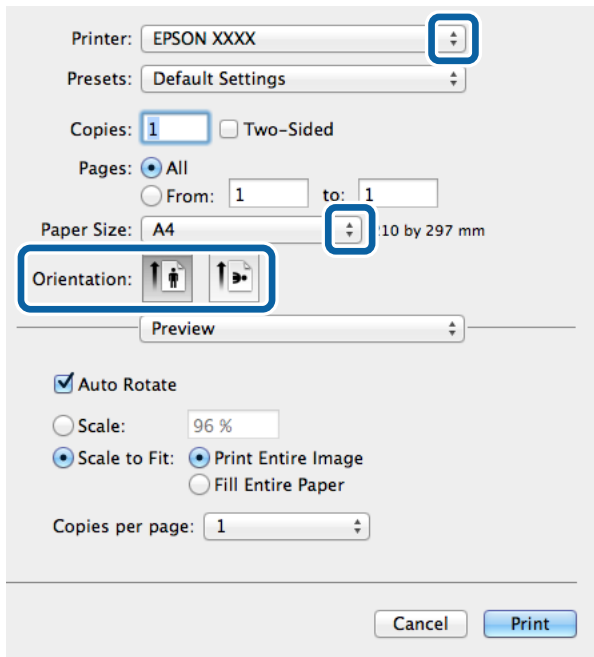 Printer: EPSON XXXX
Presets: Default Settings
Copies: 1 Two-Sided
Pages: All
From: 1 to: 1
Paper Size: A4 10 by 297 mm
Orientation:
Preview
Auto Rotate
Scale: 96 %
Scale to Fit: Print Entire Image
Fill Entire Paper
Copies per page: 1
Cancel Print